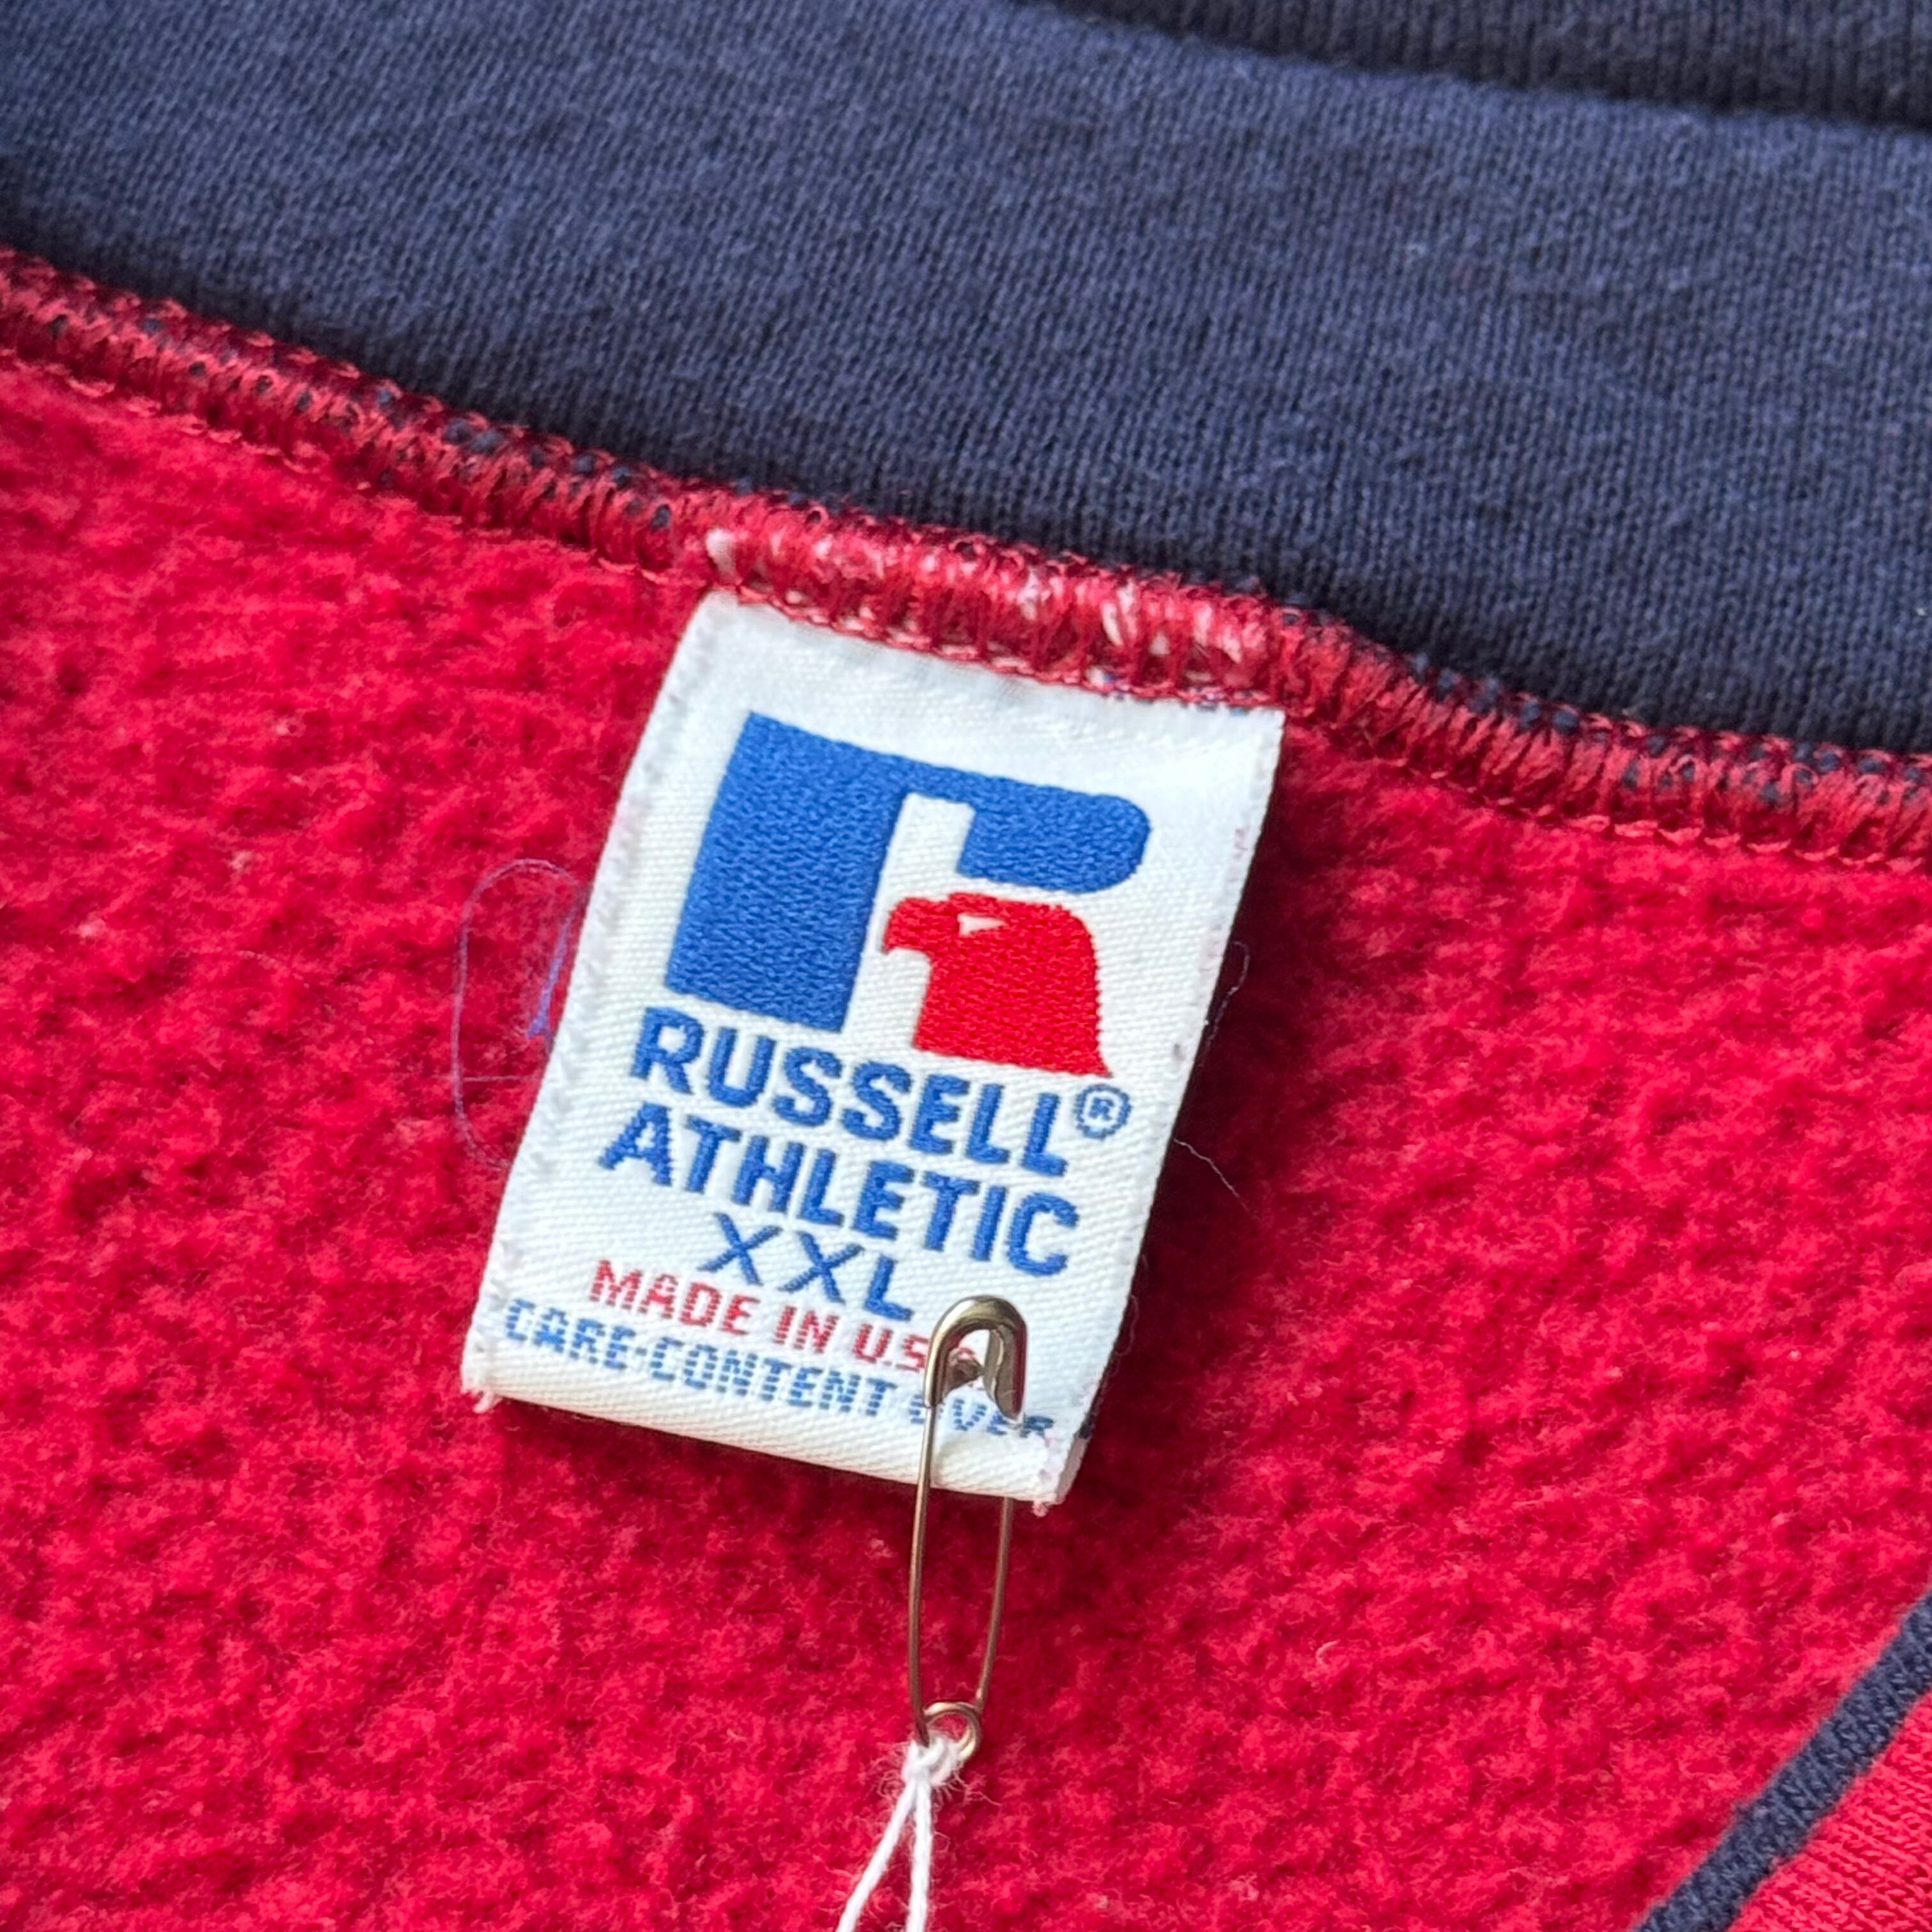 RUSSELL®
ATHLETIC
XXL
MADE IN U.S.A.
CARE-CONTENT OVER